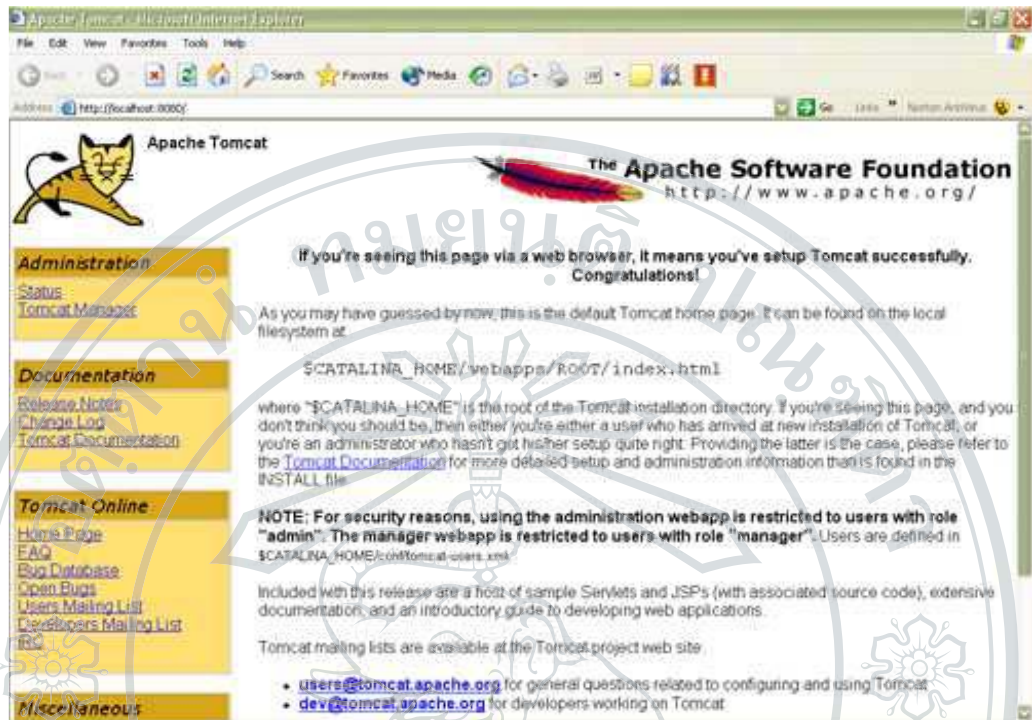 Apache Tomcat - Microsoft Internet Explorer
File Edit View Favorites Tools Help
Search Favorites Media
Address http://localhost:8080/ Go Links Norton AntiVirus
Apache Tomcat
The Apache Software Foundation
http://www.apache.org/
Administration
Status
Tomcat Manager
Documentation
Release Notes
Change Log
Tomcat Documentation
Tomcat Online
Home Page
FAQ
Bug Database
Open Bugs
Users Mailing List
Developers Mailing List
IRC
Miscellaneous
If you're seeing this page via a web browser, it means you've setup Tomcat successfully.
Congratulations!
As you may have guessed by now, this is the default Tomcat home page. It can be found on the local
filesystem at:
$CATALINA_HOME/webapps/ROOT/index.html
where "$CATALINA_HOME" is the root of the Tomcat installation directory. If you're seeing this page, and you
don't think you should be, then either you're either a user who has arrived at new installation of Tomcat, or
you're an administrator who hasn't got his/her setup quite right. Providing the latter is the case, please refer to
the Tomcat Documentation for more detailed setup and administration information than is found in the
INSTALL file.
NOTE: For security reasons, using the administration webapp is restricted to users with role
"admin". The manager webapp is restricted to users with role "manager". Users are defined in
$CATALINA_HOME/conf/tomcat-users.xml.
Included with this release are a host of sample Servlets and JSPs (with associated source code), extensive
documentation, and an introductory guide to developing web applications.
Tomcat mailing lists are available at the Tomcat project web site:
• users@tomcat.apache.org for general questions related to configuring and using Tomcat
• dev@tomcat.apache.org for developers working on Tomcat